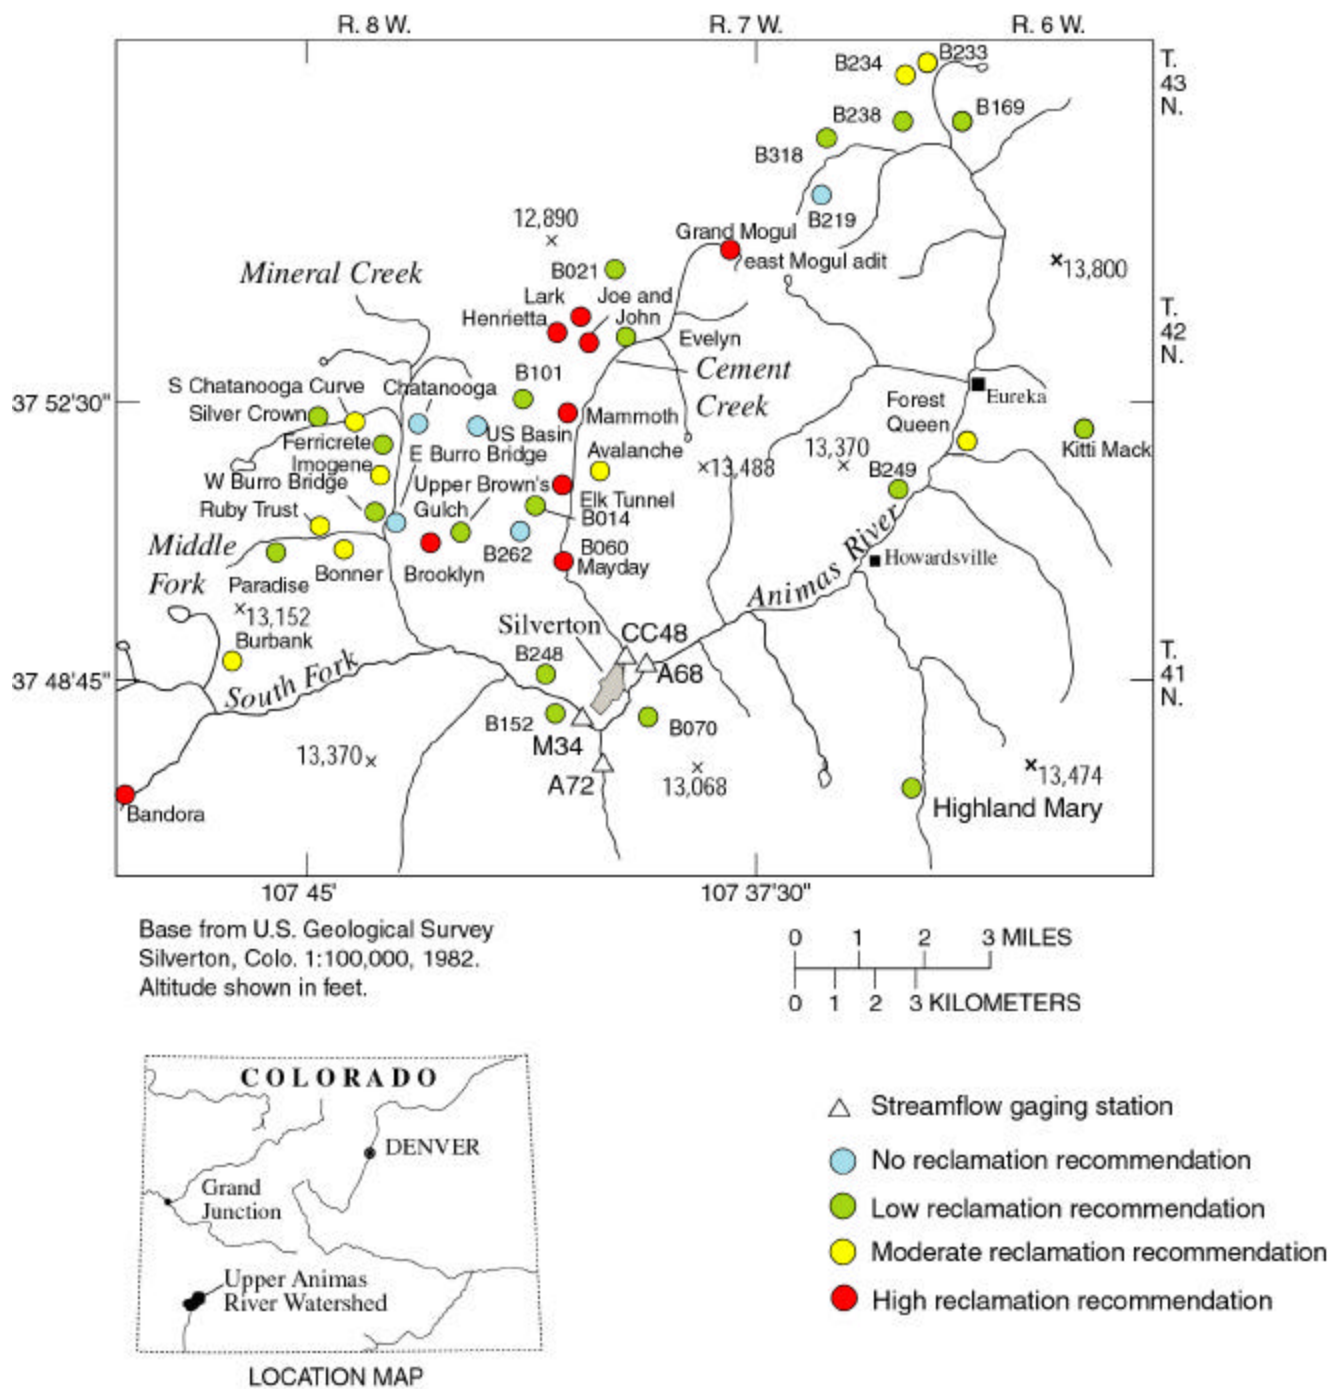 R. 8 W.
R. 7 W.
R. 6 W.
T.
43
N.
B234
B233
B238
B169
B318
B219
12,890
Grand Mogul
east Mogul adit
13,800
Mineral Creek
B021
Lark
Joe and
John
Henrietta
Evelyn
T.
42
N.
Cement
Creek
B101
S Chatanooga Curve
Chatanooga
37 52'30"
Silver Crown
Mammoth
Forest
Queen
Eureka
Ferricrete
US Basin
Avalanche
Imogene
E Burro Bridge
13,488
13,370
Kitti Mack
W Burro Bridge
Upper Brown's
Gulch
B249
Ruby Trust
Elk Tunnel
B014
Middle
Fork
B262
B060
Mayday
Howardsville
Paradise
Bonner
Brooklyn
Animas River
13,152
Burbank
Silverton
CC48
B248
A68
T.
41
N.
37 48'45"
South Fork
B152
B070
M34
13,370
A72
13,068
13,474
Highland Mary
Bandora
107 45'
107 37'30"
Base from U.S. Geological Survey
Silverton, Colo. 1:100,000, 1982.
Altitude shown in feet.
0 1 2 3 MILES
0 1 2 3 KILOMETERS
COLORADO
DENVER
Grand
Junction
Upper Animas
River Watershed
LOCATION MAP
Streamflow gaging station
No reclamation recommendation
Low reclamation recommendation
Moderate reclamation recommendation
High reclamation recommendation